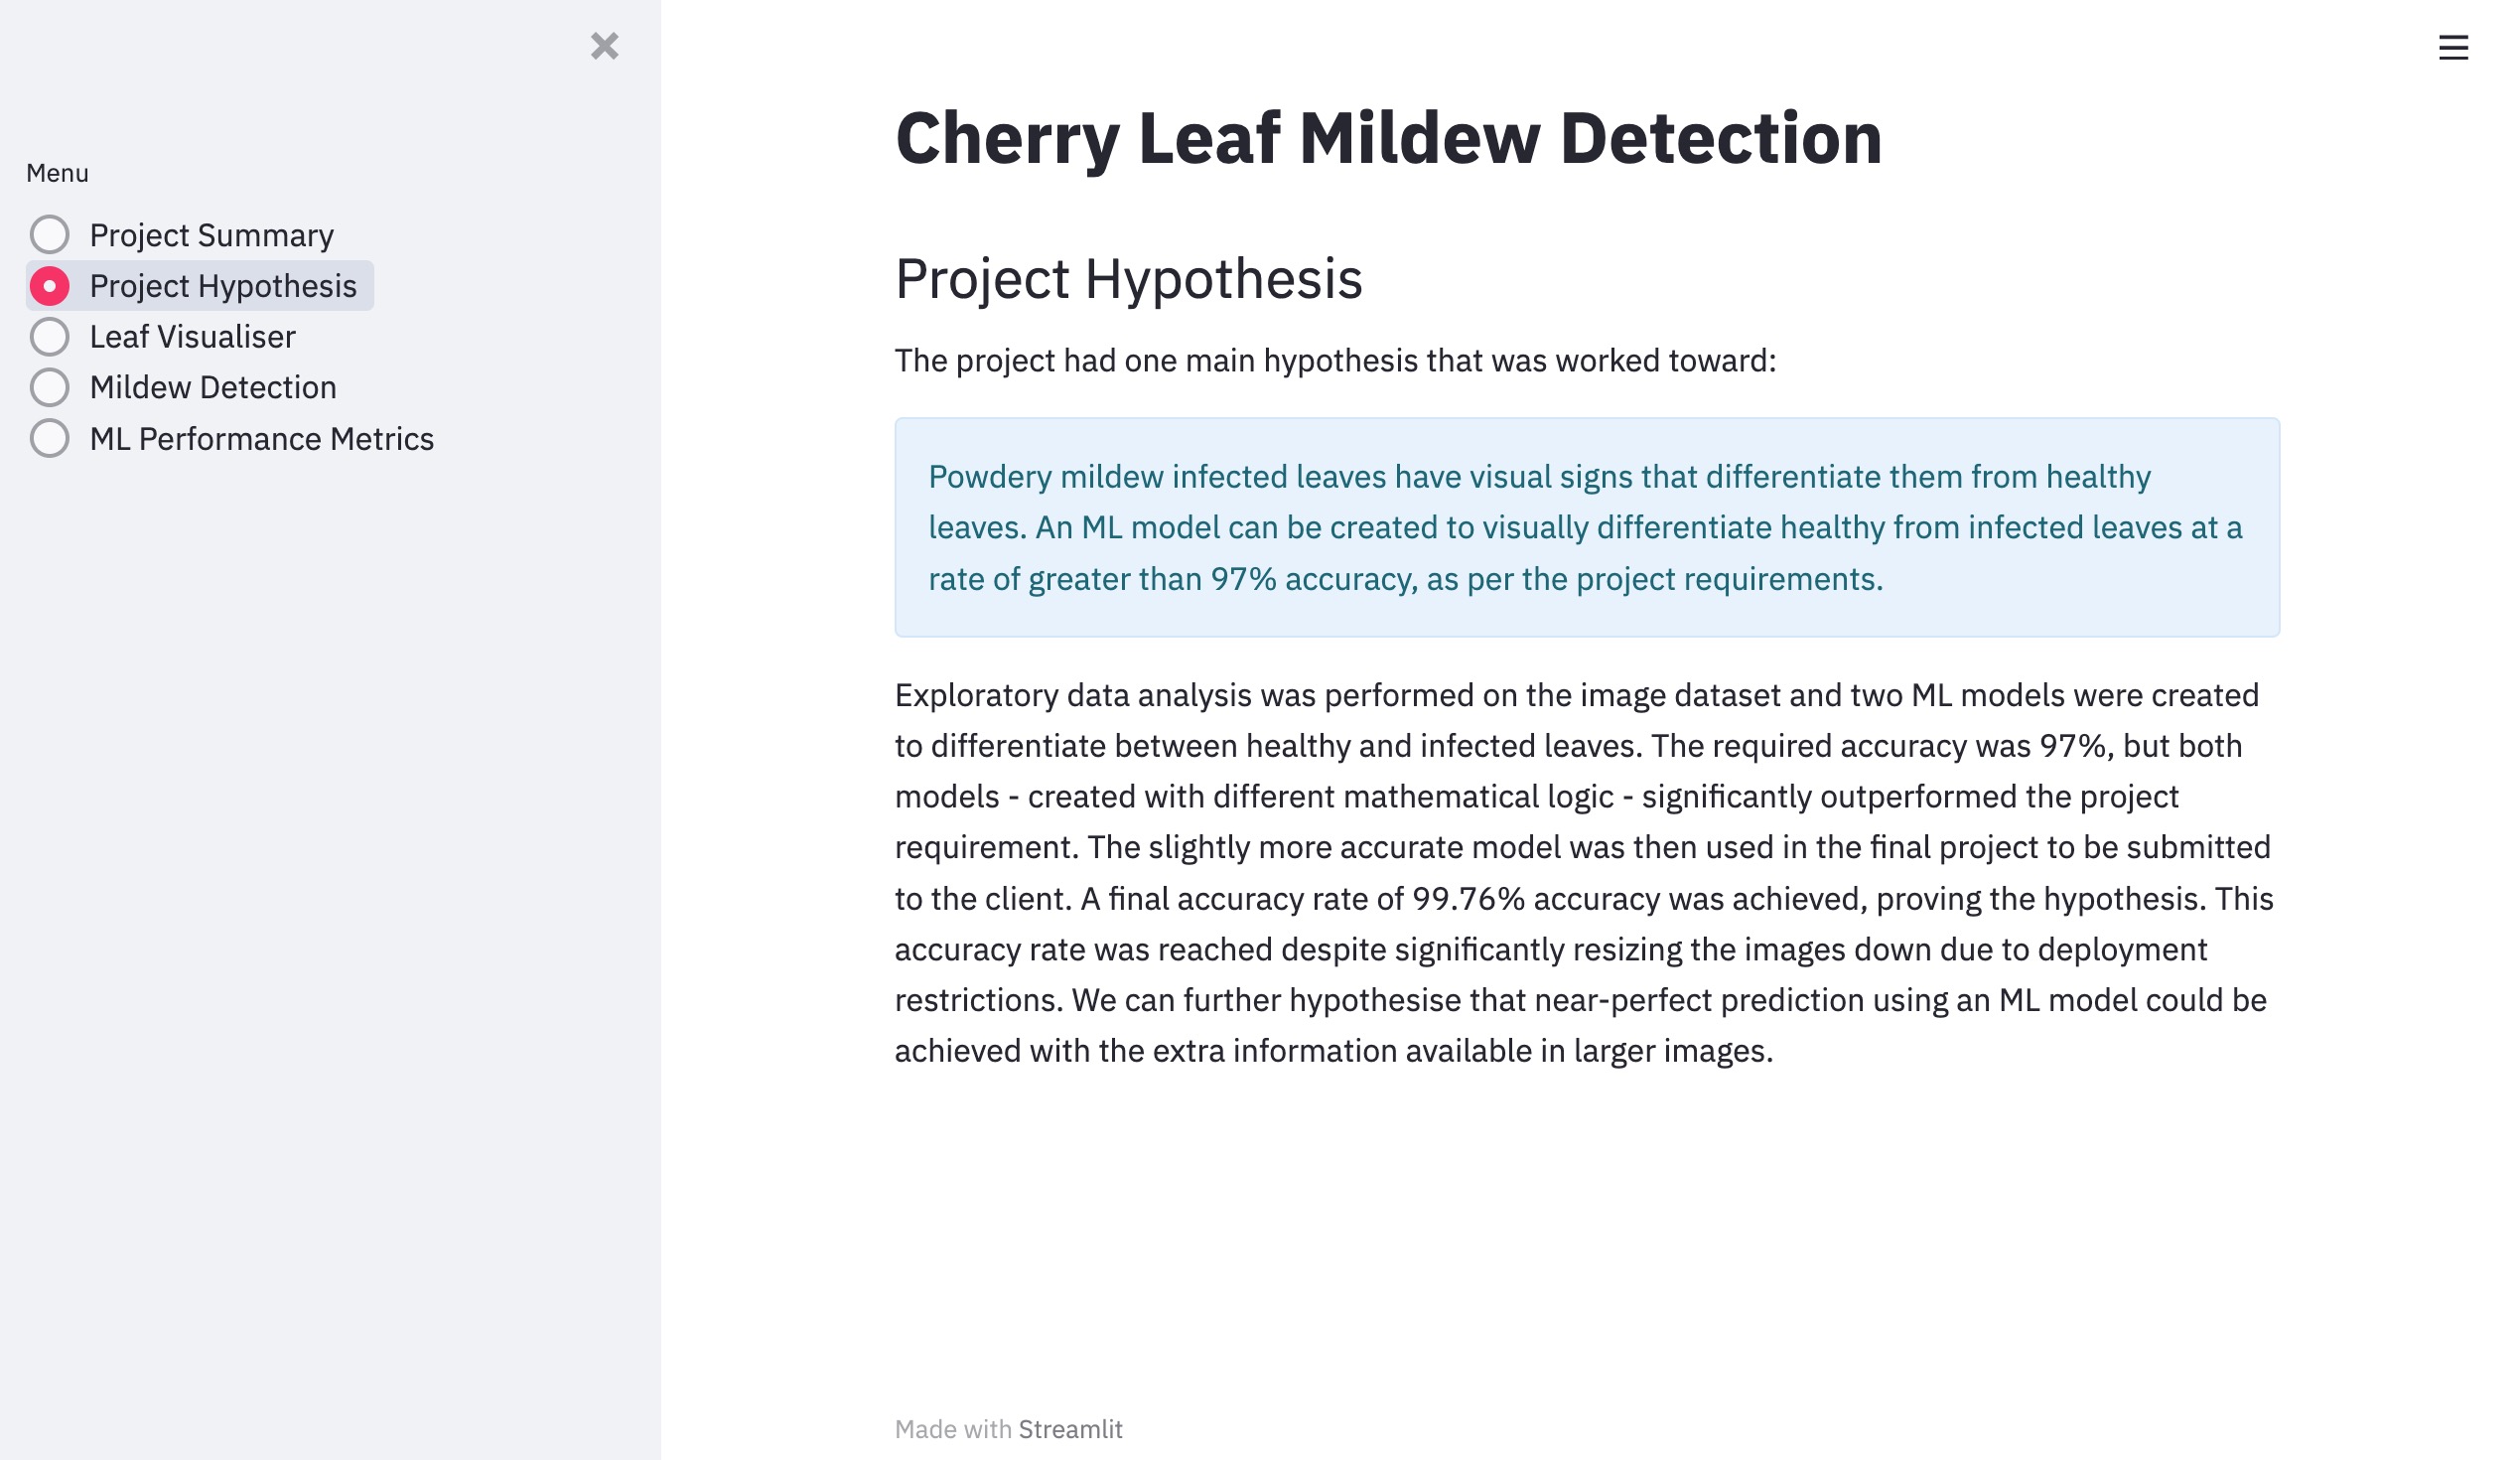 Menu
Project Summary
Project Hypothesis
Leaf Visualiser
Mildew Detection
ML Performance Metrics
Cherry Leaf Mildew Detection
Project Hypothesis
The project had one main hypothesis that was worked toward:
Powdery mildew infected leaves have visual signs that differentiate them from healthy
leaves. An ML model can be created to visually differentiate healthy from infected leaves at a
rate of greater than 97% accuracy, as per the project requirements.
Exploratory data analysis was performed on the image dataset and two ML models were created
to differentiate between healthy and infected leaves. The required accuracy was 97%, but both
models - created with different mathematical logic - significantly outperformed the project
requirement. The slightly more accurate model was then used in the final project to be submitted
to the client. A final accuracy rate of 99.76% accuracy was achieved, proving the hypothesis. This
accuracy rate was reached despite significantly resizing the images down due to deployment
restrictions. We can further hypothesise that near-perfect prediction using an ML model could be
achieved with the extra information available in larger images.
Made with Streamlit